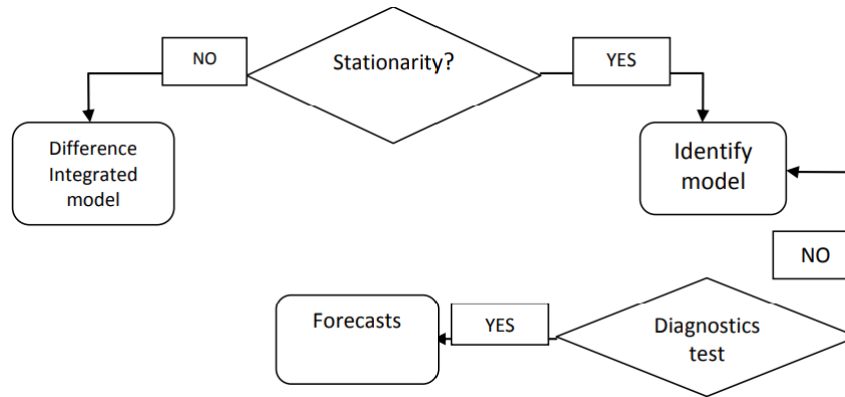 NO
Stationarity?
YES
Difference
Integrated
model
Identify
model
NO
Forecasts
YES
Diagnostics
test